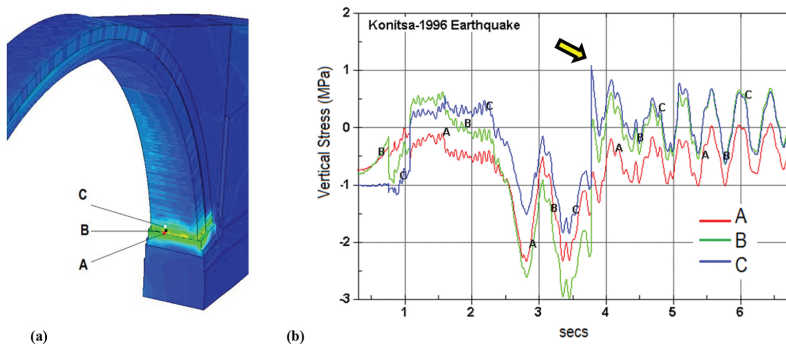 C
B
A
(a)
Konitsa-1996 Earthquake
Vertical Stress (MPa)
2
1
0
-1
-2
-3
B
C
A
B
C
A
B
C
A
B
C
A
B
C
A
B
C
1
2
3
4
5
6
secs
(b)